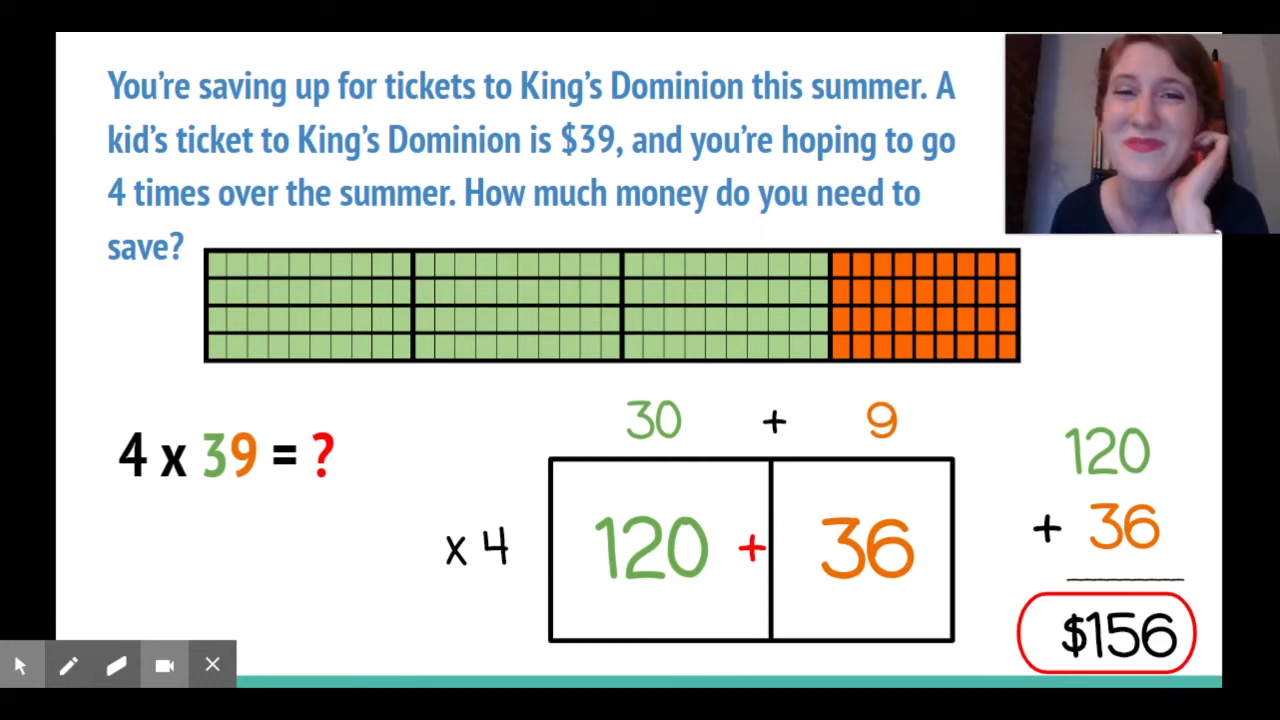 You're saving up for tickets to King's Dominion this summer. A
kid's ticket to King's Dominion is $39, and you're hoping to go
4 times over the summer. How much money do you need to
save?
30 + 9
4 x 39 = ?
x 4
120 + 36
120
+ 36
$156